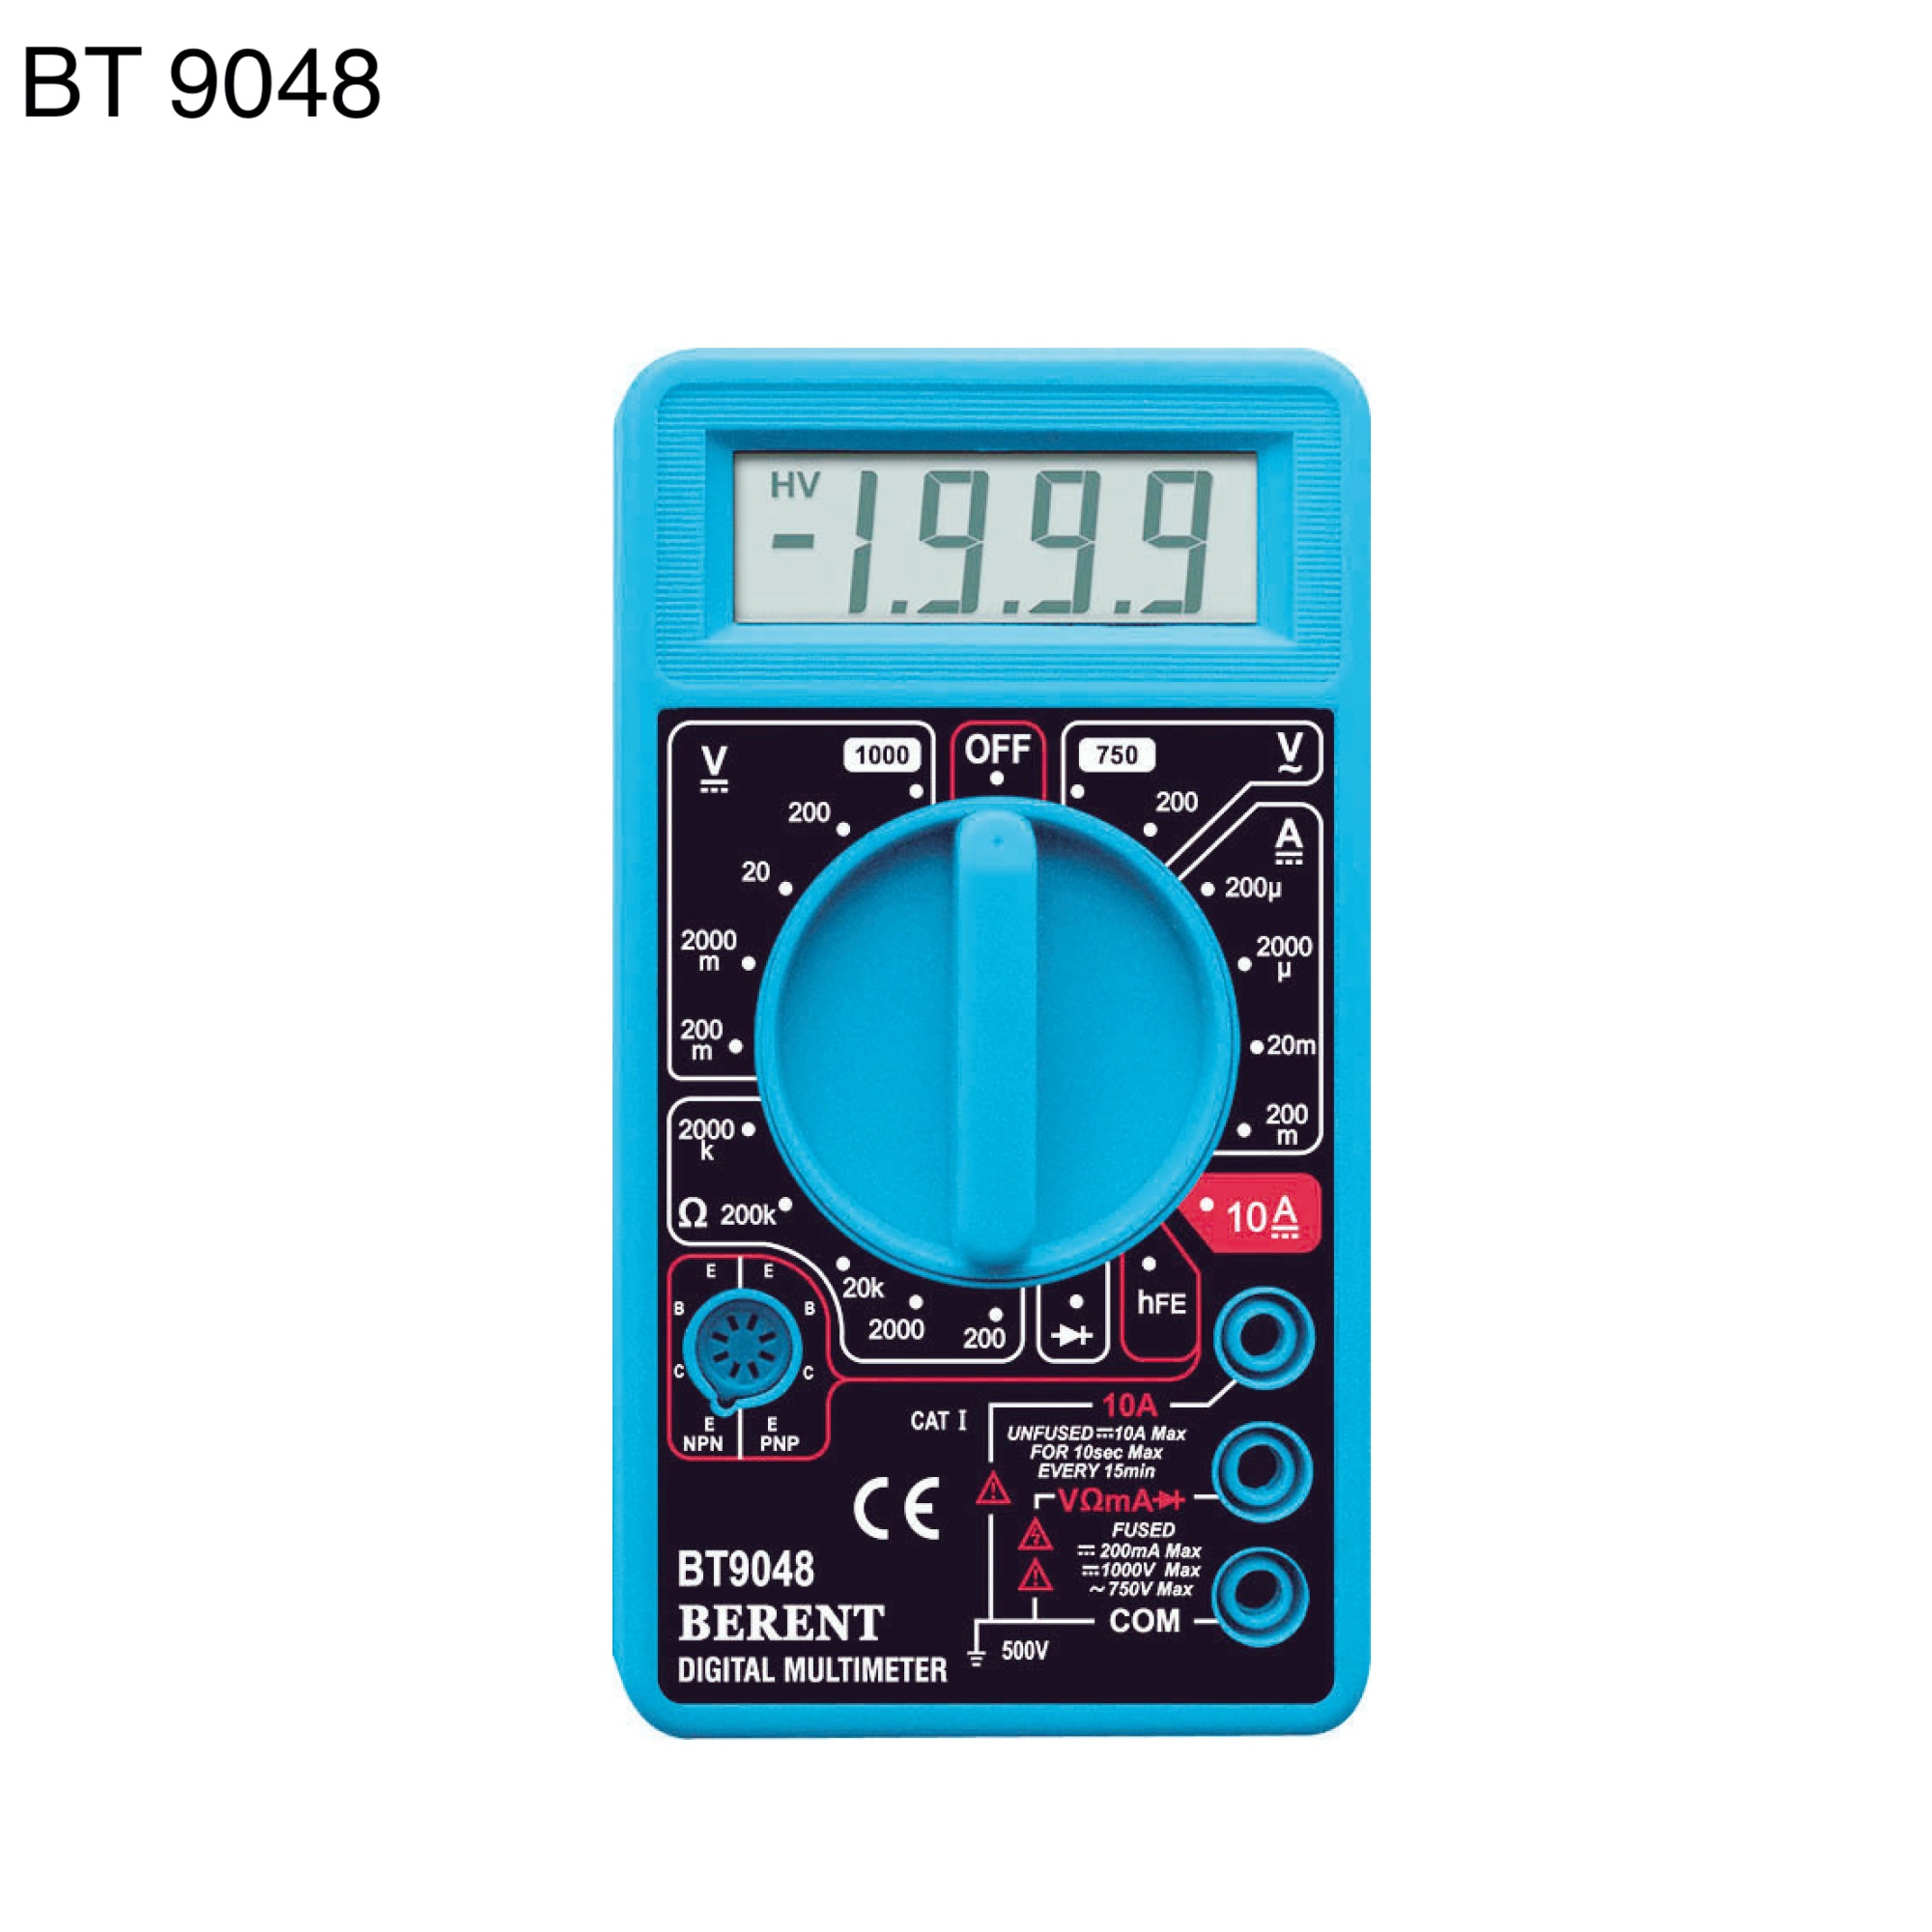 BT 9048
HV
-1.9.9.9
V
1000
OFF
750
V
~
200
200
A
20
200µ
2000
m
2000
µ
200
m
20m
2000
k
200
m
Ω 200k
10A
20k
2000
200
hFE
E E
B B
C C
E E
NPN PNP
CAT I
10A
UNFUSED 10A Max
FOR 10sec Max
EVERY 15min
VΩmA
FUSED
200mA Max
1000V Max
~750V Max
COM
500V
CE
BT9048
BERENT
DIGITAL MULTIMETER